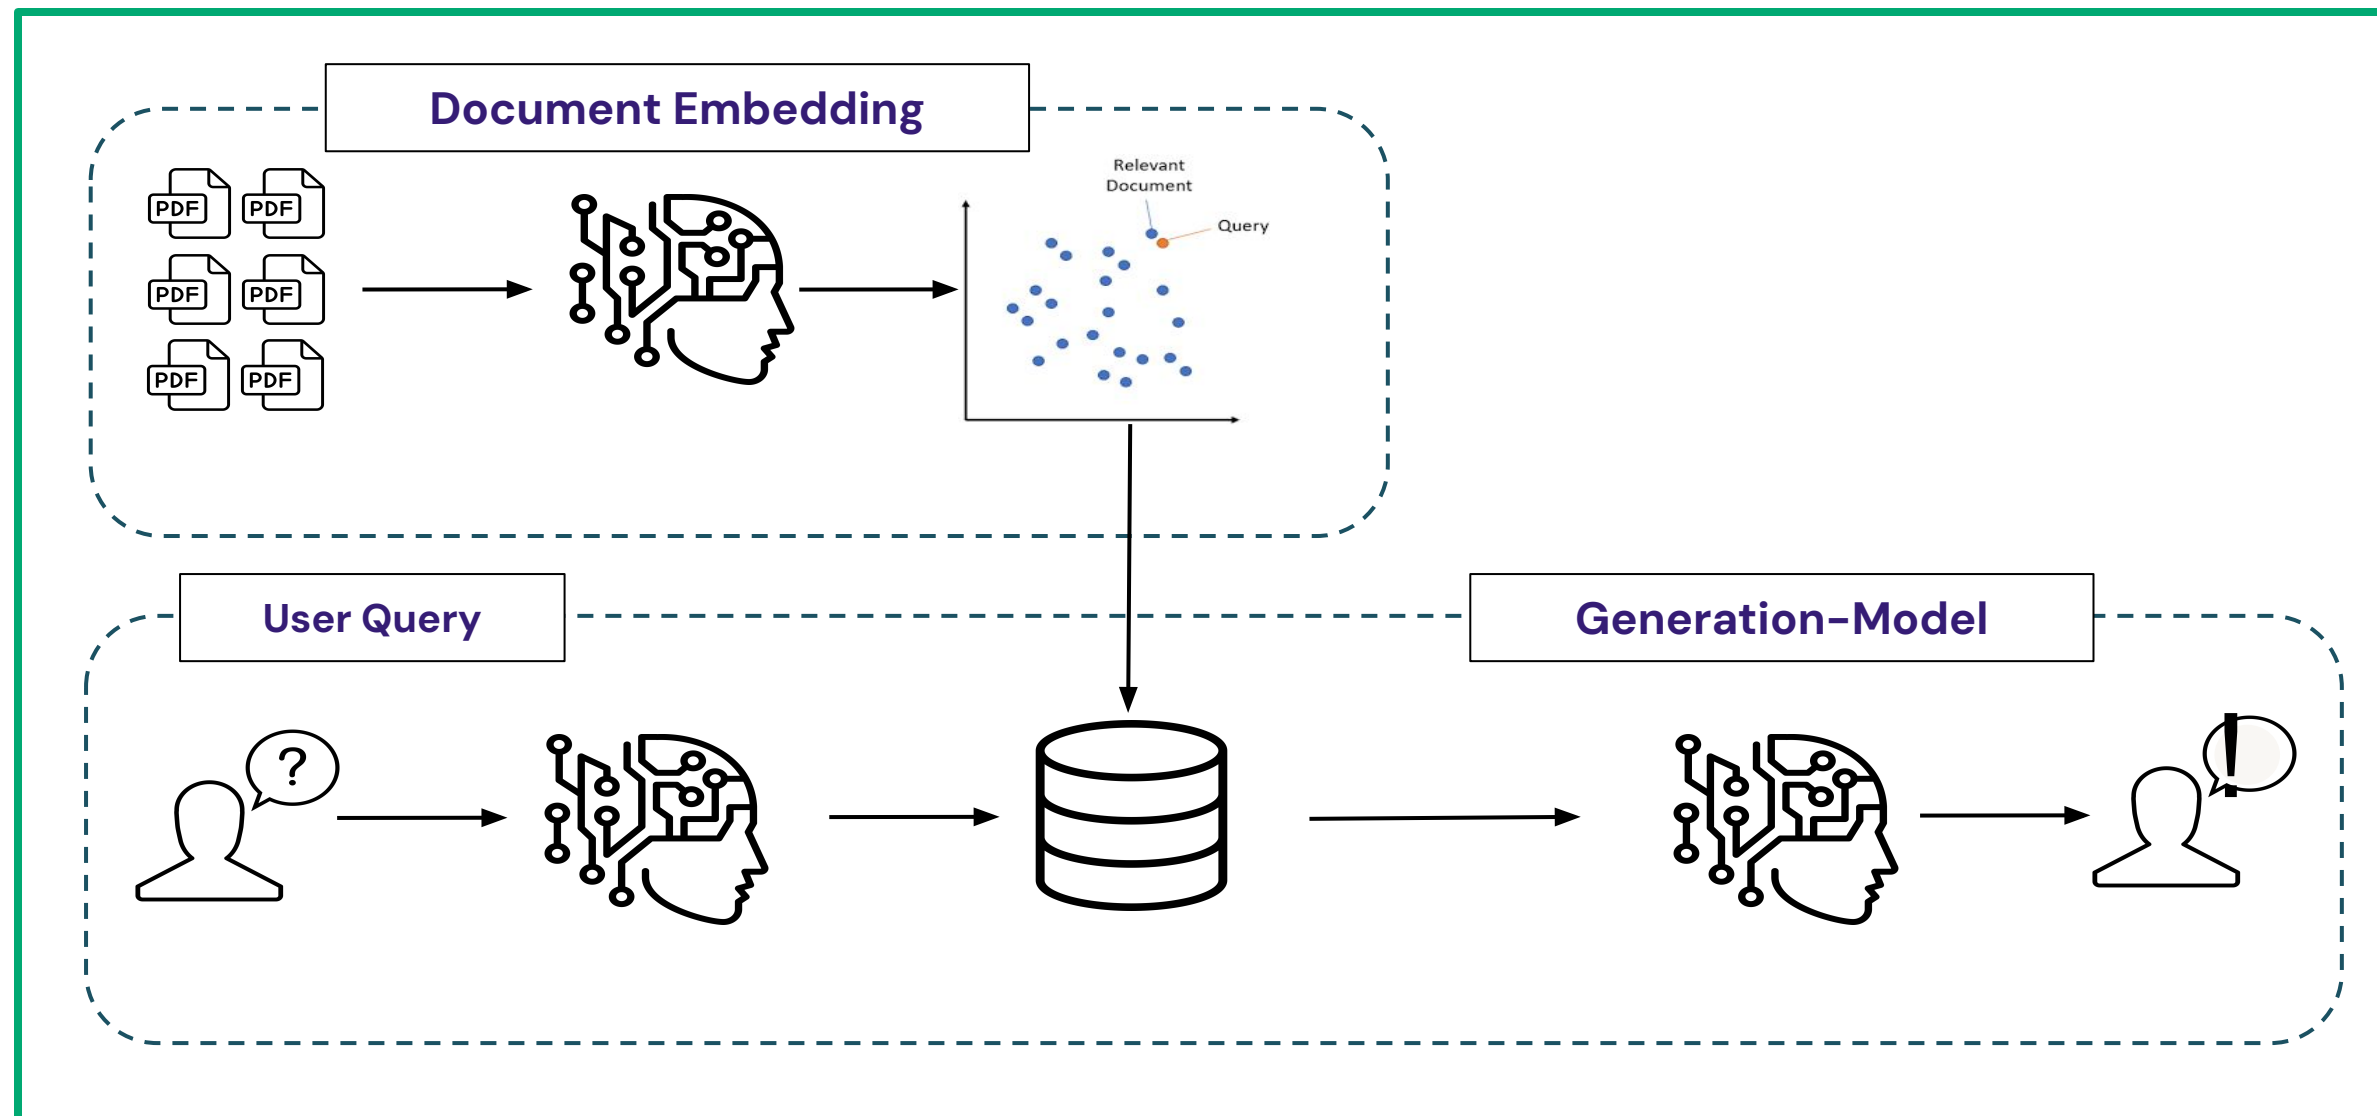 Document Embedding
PDF PDF
PDF PDF
PDF PDF
Relevant
Document
Query
User Query
Generation-Model
?
!